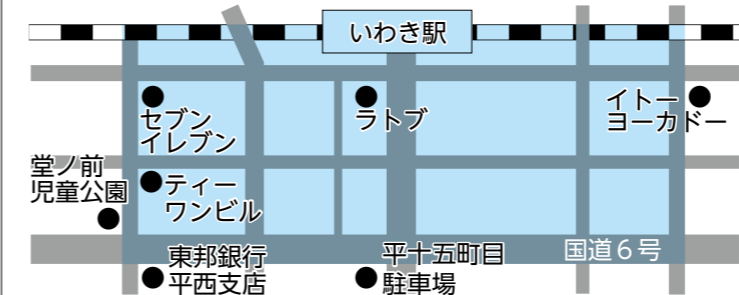 いわき駅
セブン
イレブン
ラトブ
イトー
ヨーカドー
堂ノ前
児童公園
ティー
ワンビル
国道6号
東邦銀行
平西支店
平十五町目
駐車場